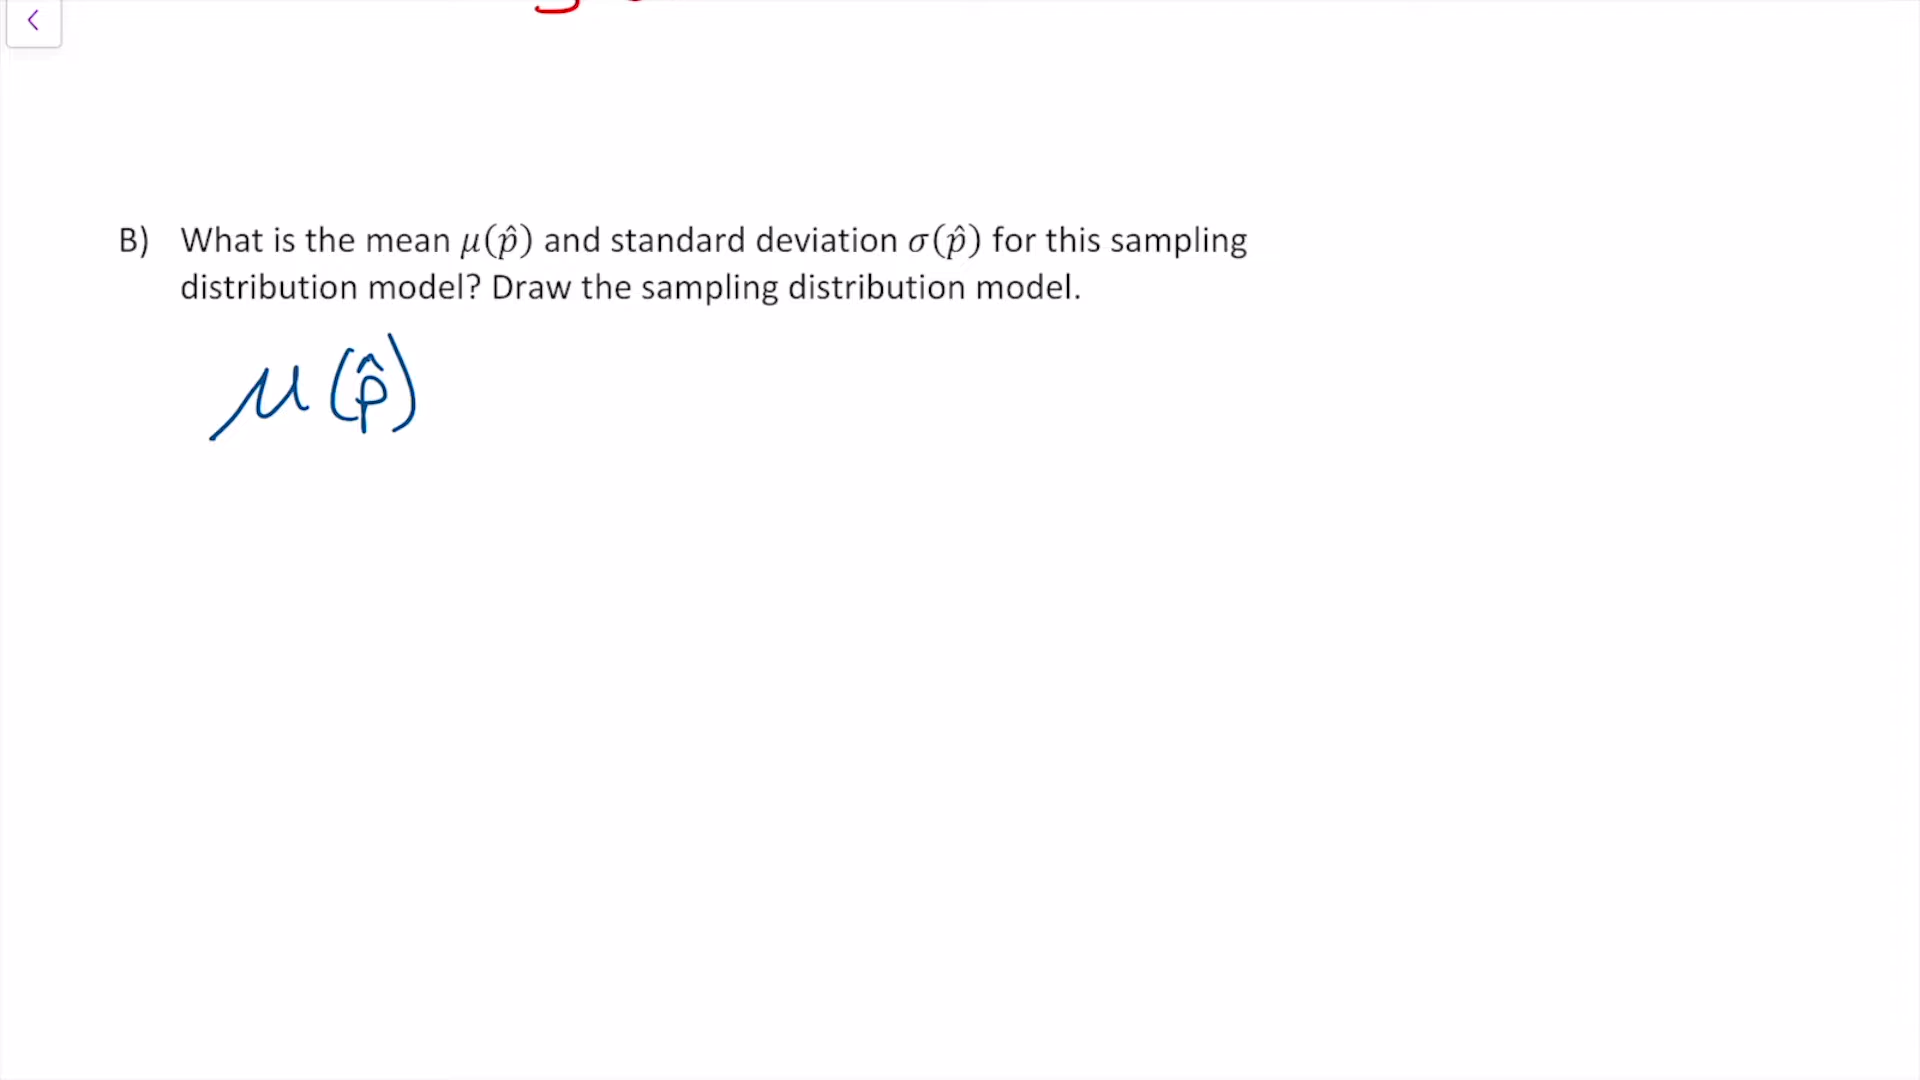 B) What is the mean μ(p̂) and standard deviation σ(p̂) for this sampling
distribution model? Draw the sampling distribution model.
μ(p̂)